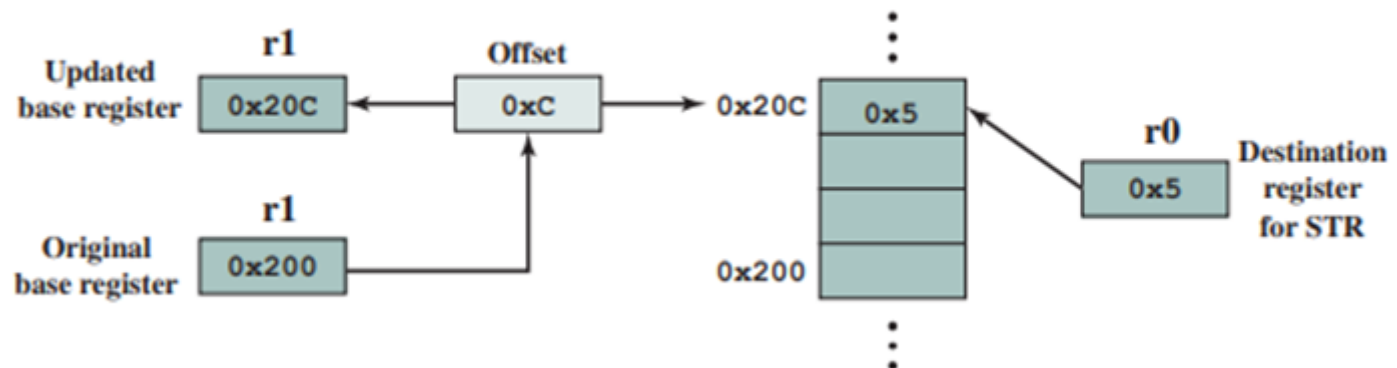 r1
Updated
base register
0x20C
Offset
0xC
0x20C
0x5
r0
0x5
Destination
register
for STR
r1
Original
base register
0x200
0x200